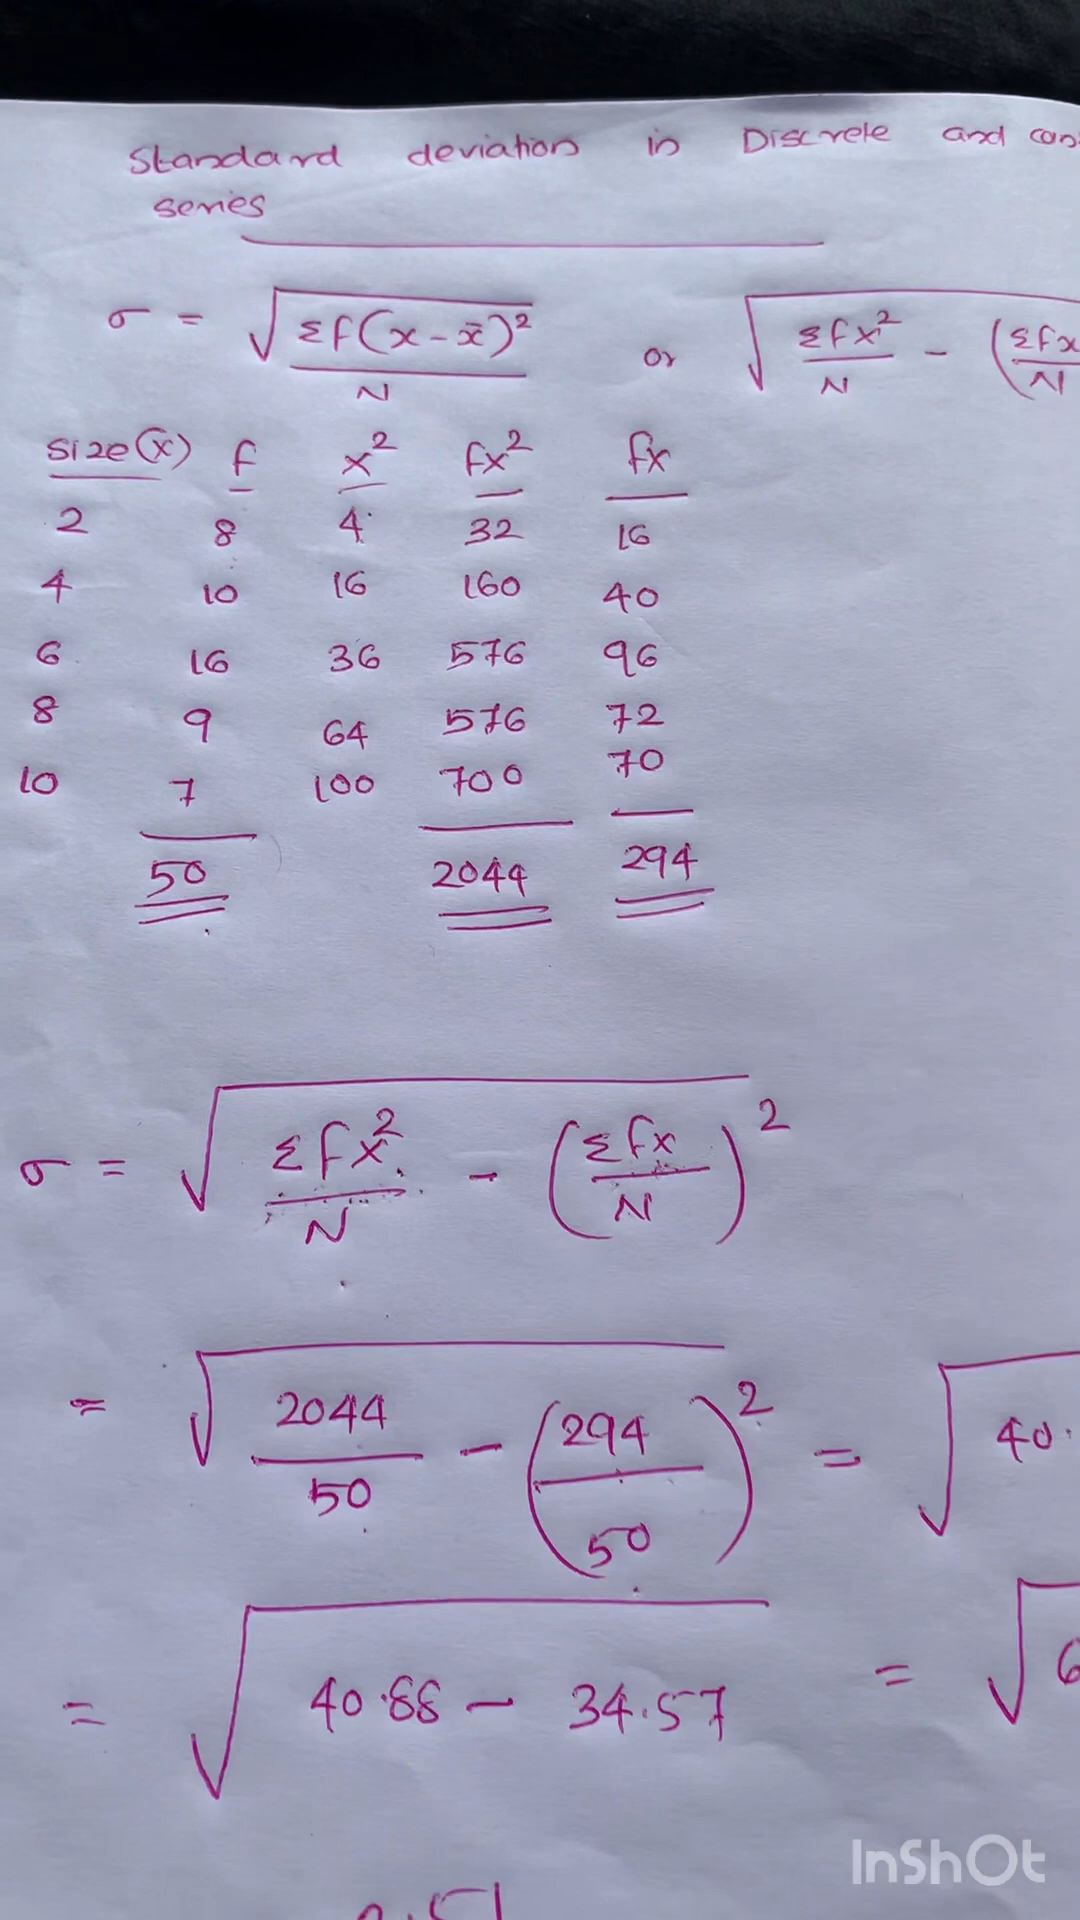 Standard deviation in Discrete and con
series
σ = √Σf(x-x̄)²/N or √Σfx²/N - (Σfx/N
size(x) f x² fx² fx
2 8 4 32 16
4 10 16 160 40
6 16 36 576 96
8 9 64 576 72
10 7 100 700 70
50 2044 294
σ = √Σfx²/N - (Σfx/N)²
= √2044/50 - (294/50)² = √40.
= √40.88 - 34.57 = √6
InShOt